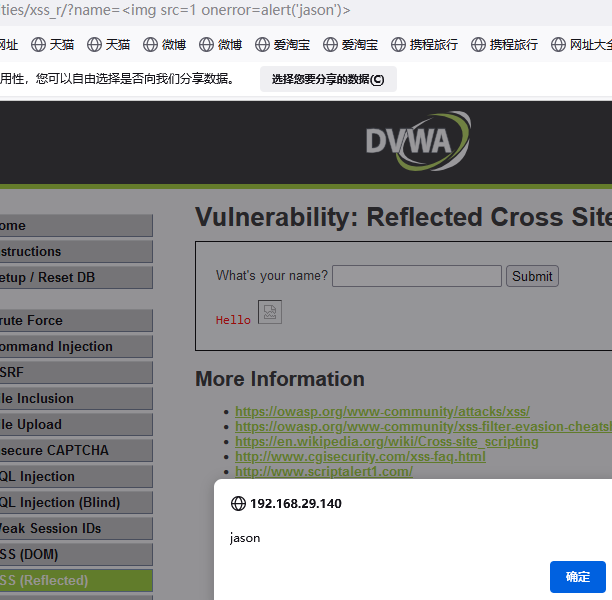 ties/xss_r/?name=<img src=1 onerror=alert('jason')>
网址 天猫 天猫 微博 微博 爱淘宝 爱淘宝 携程旅行 携程旅行 网址大全
用性，您可以自由选择是否向我们分享数据。 选择您要分享的数据(C)
DVWA
Vulnerability: Reflected Cross Site
ome
structions
etup / Reset DB
rute Force
ommand Injection
SRF
le Inclusion
le Upload
secure CAPTCHA
QL Injection
QL Injection (Blind)
Weak Session IDs
SS (DOM)
SS (Reflected)
What's your name? Submit
Hello
More Information
https://owasp.org/www-community/attacks/xss/
https://owasp.org/www-community/xss-filter-evasion-cheatsh
https://en.wikipedia.org/wiki/Cross-site_scripting
http://www.cgisecurity.com/xss-faq.html
http://www.scriptalert1.com/
192.168.29.140
jason
确定